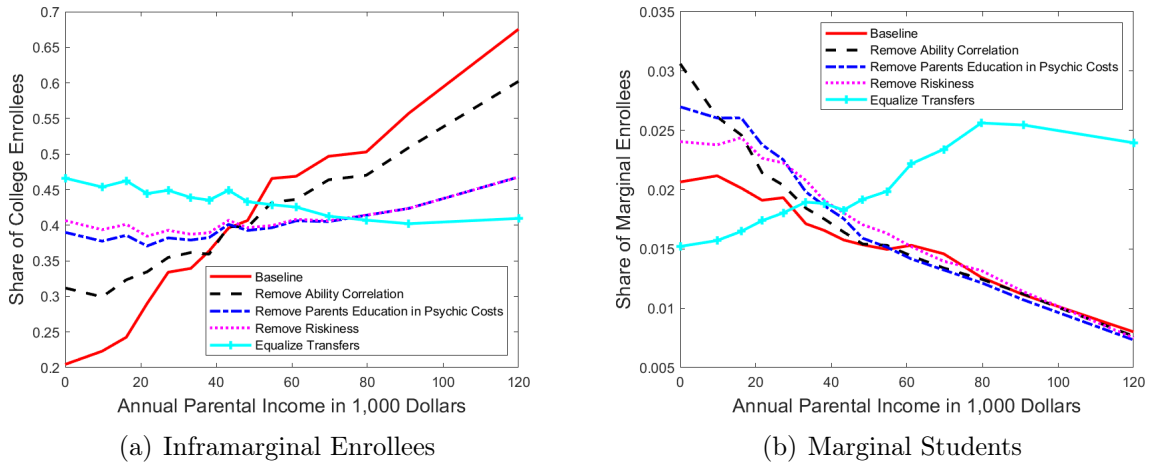 0.7
0.65
0.6
0.55
0.5
0.45
0.4
0.35
0.3
0.25
0.2
Share of College Enrollees
Baseline
Remove Ability Correlation
Remove Parents Education in Psychic Costs
Remove Riskiness
Equalize Transfers
0 20 40 60 80 100 120
Annual Parental Income in 1,000 Dollars
(a) Inframarginal Enrollees
0.035
0.03
0.025
0.02
0.015
0.01
0.005
Share of Marginal Enrollees
Baseline
Remove Ability Correlation
Remove Parents Education in Psychic Costs
Remove Riskiness
Equalize Transfers
0 20 40 60 80 100 120
Annual Parental Income in 1,000 Dollars
(b) Marginal Students